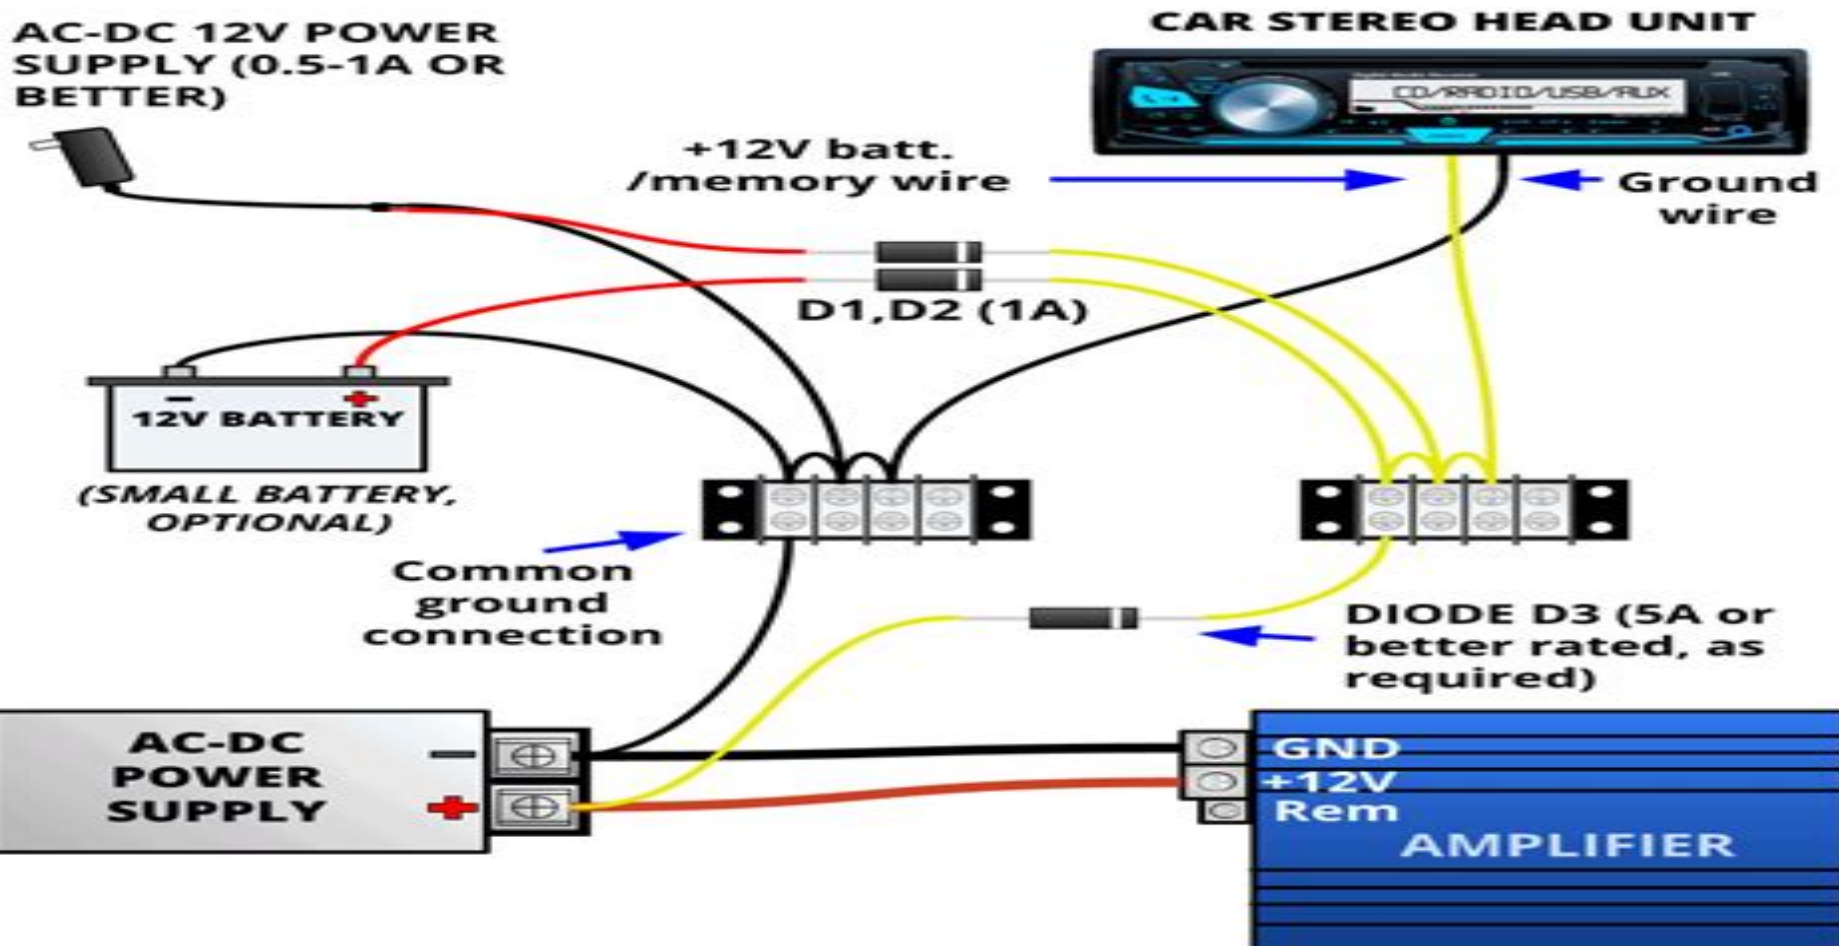 AC-DC 12V POWER
SUPPLY (0.5-1A OR
BETTER)
CAR STEREO HEAD UNIT
CD/RADIO/USB/AUX
+12V batt.
/memory wire
Ground
wire
D1,D2 (1A)
- +
12V BATTERY
(SMALL BATTERY,
OPTIONAL)
Common
ground
connection
DIODE D3 (5A or
better rated, as
required)
AC-DC
POWER
SUPPLY
-
+
GND
+12V
Rem
AMPLIFIER